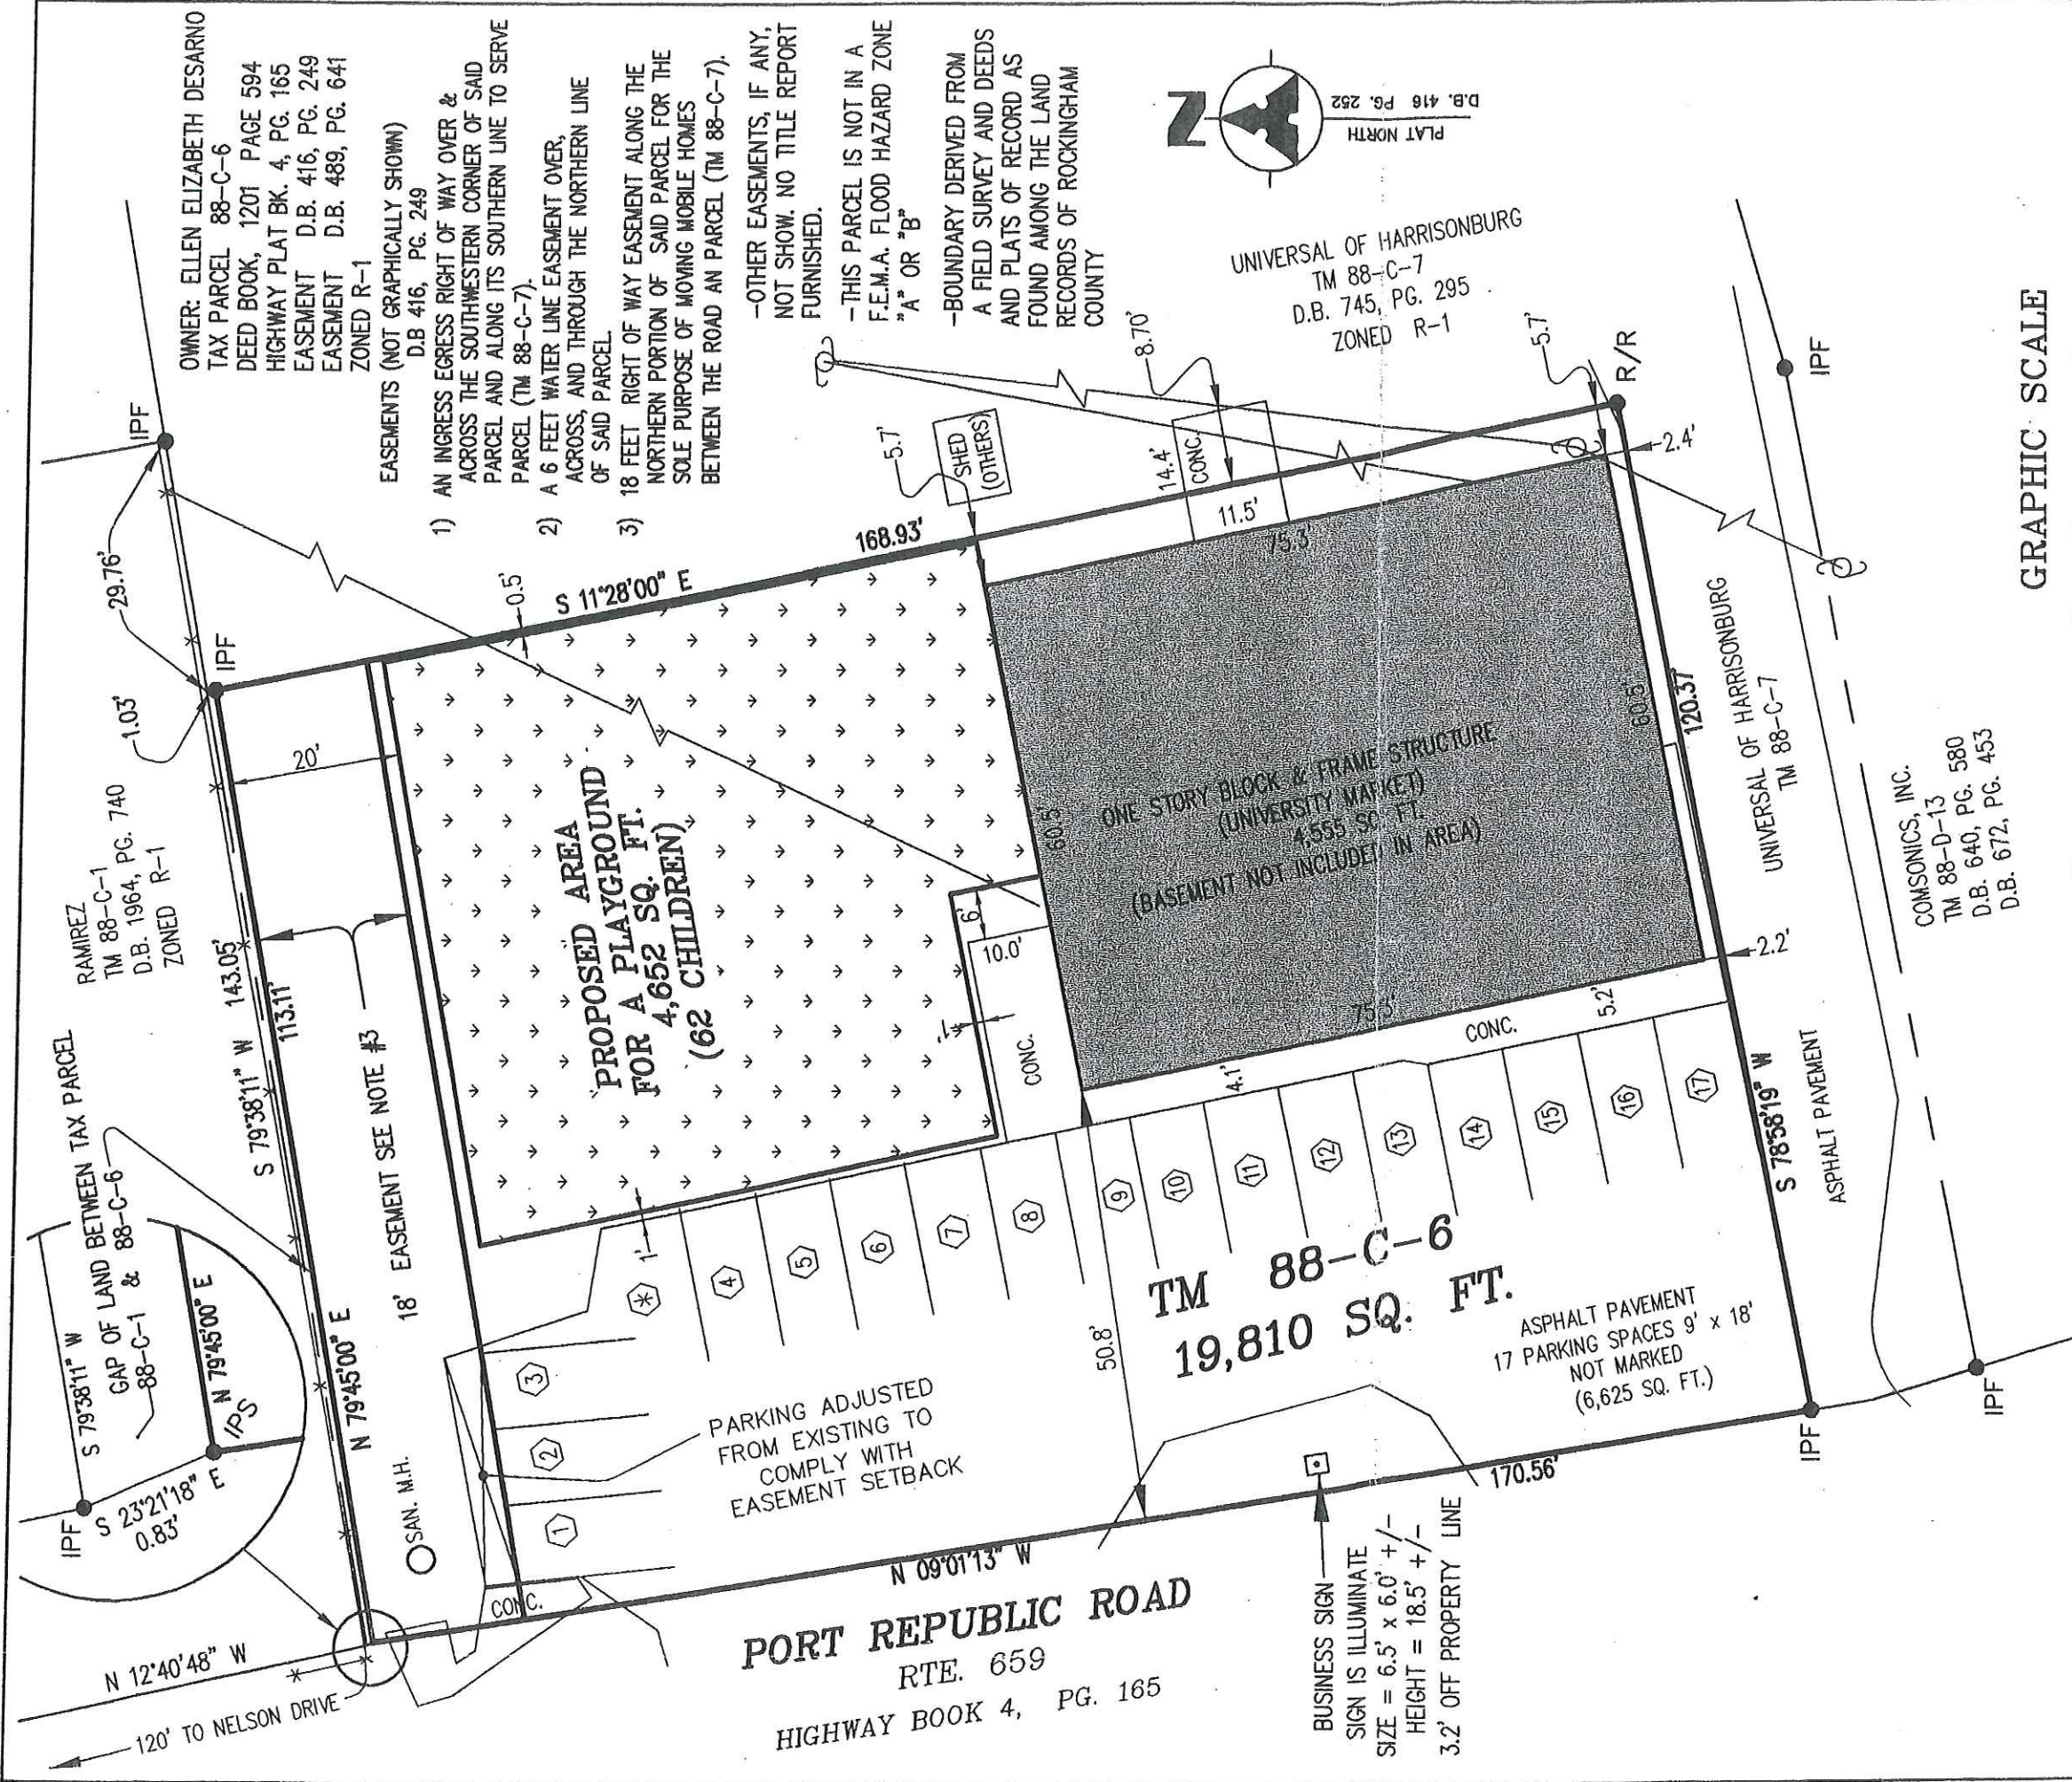 OWNER: ELLEN ELIZABETH DESARNO
TAX PARCEL 88-C-6
DEED BOOK, 1201 PAGE 594
HIGHWAY PLAT BK. 4, PG. 165
EASEMENT D.B. 416, PG. 249
EASEMENT D.B. 489, PG. 641
ZONED R-1
EASEMENTS (NOT GRAPHICALLY SHOWN)
D.B 416, PG. 249
1) AN INGRESS EGRESS RIGHT OF WAY OVER &
ACROSS THE SOUTHWESTERN CORNER OF SAID
PARCEL AND ALONG ITS SOUTHERN LINE TO SERVE
PARCEL (TM 88-C-7).
2) A 6 FEET WATER LINE EASEMENT OVER,
ACROSS, AND THROUGH THE NORTHERN LINE
OF SAID PARCEL
3) 18 FEET RIGHT OF WAY EASEMENT ALONG THE
NORTHERN PORTION OF SAID PARCEL FOR THE
SOLE PURPOSE OF MOVING MOBILE HOMES
BETWEEN THE ROAD AN PARCEL (TM 88-C-7).
-OTHER EASEMENTS, IF ANY,
NOT SHOW. NO TITLE REPORT
FURNISHED.
-THIS PARCEL IS NOT IN A
F.E.M.A. FLOOD HAZARD ZONE
"A" OR "B"
-BOUNDARY DERIVED FROM
A FIELD SURVEY AND DEEDS
AND PLATS OF RECORD AS
FOUND AMONG THE LAND
RECORDS OF ROCKINGHAM
COUNTY
N
PLAT NORTH
D.B. 416 PG. 252
IPF
S 79°38'11" W
GAP OF LAND BETWEEN TAX PARCEL
88-C-1 & 88-C-6
N 79°45'00" E
IPS
S 23°21'18" E
0.83'
RAMIREZ
TM 88-C-1
D.B. 1964, PG. 740
ZONED R-1
1.03'
29.76'
IPF
IPF
S 79°38'11" W 143.05'
113.11'
20'
N 79°45'00" E
18' EASEMENT SEE NOTE #3
SAN. M.H.
N 12°40'48" W
120' TO NELSON DRIVE
CONC.
0.5'
S 11°28'00" E
168.93'
PROPOSED AREA
FOR A PLAYGROUND
4,652 SQ. FT.
(62 CHILDREN)
5.7'
SHED
(OTHERS)
14.4'
CONC.
8.70'
11.5'
75.3'
UNIVERSAL OF HARRISONBURG
TM 88-C-7
D.B. 745, PG. 295
ZONED R-1
5.7'
R/R
2.4'
60.5'
ONE STORY BLOCK & FRAME STRUCTURE
(UNIVERSITY MARKET)
4,555 SQ FT.
(BASEMENT NOT INCLUDED IN AREA)
60.5'
120.37'
6'
10.0'
1'
CONC.
75.3'
4.1'
CONC.
5.2'
2.2'
1'
1
2
3
*
4
5
6
7
8
9
10
11
12
13
14
15
16
17
PARKING ADJUSTED
FROM EXISTING TO
COMPLY WITH
EASEMENT SETBACK
50.8'
TM 88-C-6
19,810 SQ. FT.
ASPHALT PAVEMENT
17 PARKING SPACES 9' x 18'
NOT MARKED
(6,625 SQ. FT.)
S 78°58'19" W
ASPHALT PAVEMENT
UNIVERSAL OF HARRISONBURG
TM 88-C-7
COMSONICS, INC.
TM 88-D-13
D.B. 640, PG. 580
D.B. 672, PG. 453
IPF
IPF
IPF
N 09°01'13" W
170.56'
PORT REPUBLIC ROAD
RTE. 659
HIGHWAY BOOK 4, PG. 165
BUSINESS SIGN
SIGN IS ILLUMINATE
SIZE = 6.5' x 6.0' +/-
HEIGHT = 18.5' +/-
3.2' OFF PROPERTY LINE
GRAPHIC SCALE